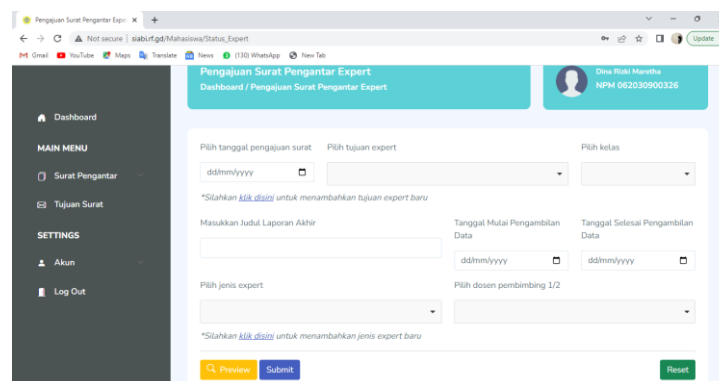 Pengajuan Surat Pengantar Expe
Not secure siabi.rf.gd/Mahasiswa/Status_Expert
Update
Gmail YouTube Maps Translate News (130) WhatsApp New Tab
Pengajuan Surat Pengantar Expert
Dashboard / Pengajuan Surat Pengantar Expert
Dina Rizki Maretha
NPM 062030900326
Dashboard
MAIN MENU
Surat Pengantar
Tujuan Surat
SETTINGS
Akun
Log Out
Pilih tanggal pengajuan surat Pilih tujuan expert Pilih kelas
dd/mm/yyyy
*Silahkan klik disini untuk menambahkan tujuan expert baru
Masukkan Judul Laporan Akhir
Tanggal Mulai Pengambilan
Data
Tanggal Selesai Pengambilan
Data
dd/mm/yyyy dd/mm/yyyy
Pilih jenis expert Pilih dosen pembimbing 1/2
*Silahkan klik disini untuk menambahkan jenis expert baru
Preview Submit Reset